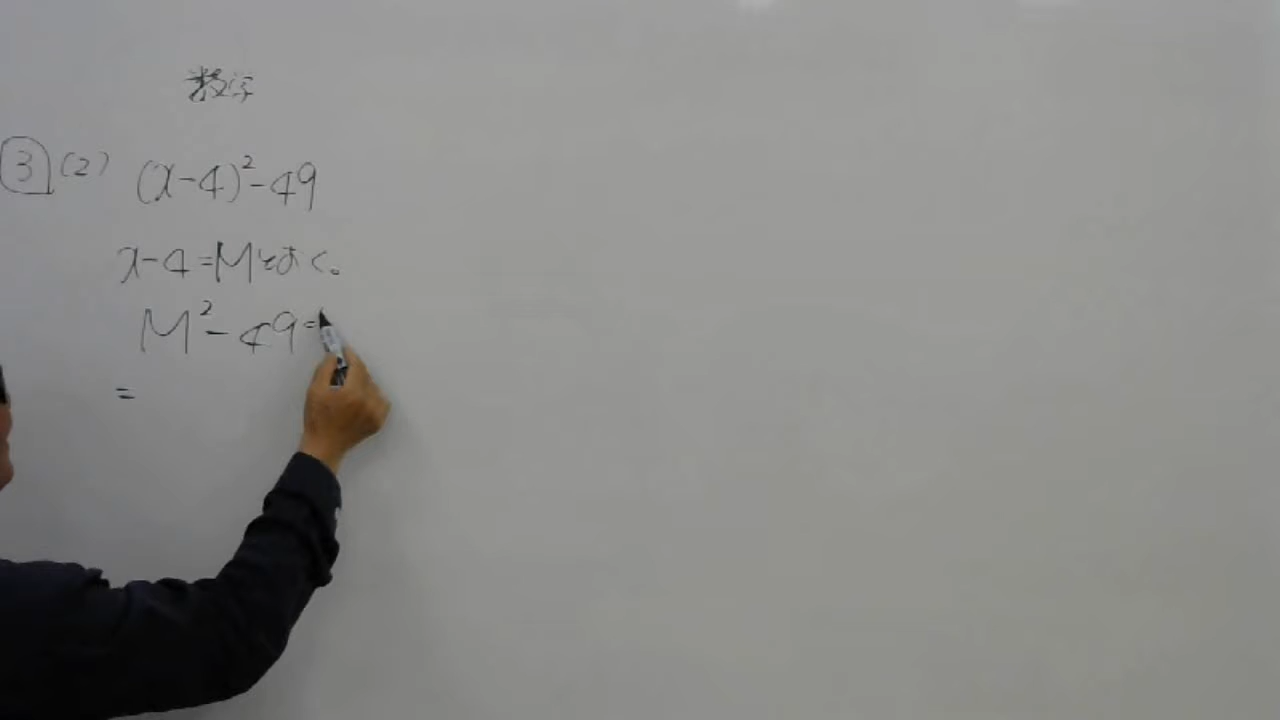 数学
③(2) (x-4)²-49
x-4=Mとおく。
M²-49=
=